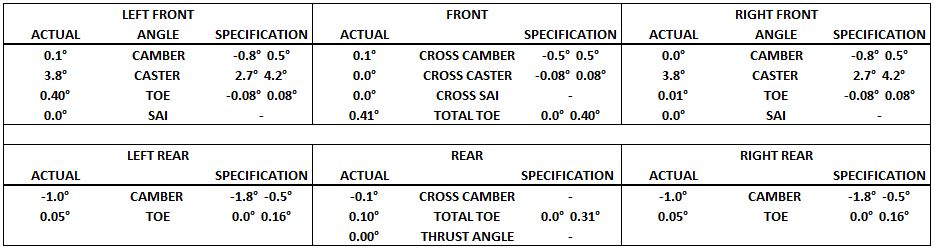 LEFT FRONT FRONT RIGHT FRONT
ACTUAL ANGLE SPECIFICATION ACTUAL SPECIFICATION ACTUAL ANGLE SPECIFICATION
0.1° CAMBER -0.8° 0.5° 0.1° CROSS CAMBER -0.5° 0.5° 0.0° CAMBER -0.8° 0.5°
3.8° CASTER 2.7° 4.2° 0.0° CROSS CASTER -0.08° 0.08° 3.8° CASTER 2.7° 4.2°
0.40° TOE -0.08° 0.08° 0.0° CROSS SAI - 0.01° TOE -0.08° 0.08°
0.0° SAI - 0.41° TOTAL TOE 0.0° 0.40° 0.0° SAI -
LEFT REAR REAR RIGHT REAR
ACTUAL SPECIFICATION ACTUAL SPECIFICATION ACTUAL SPECIFICATION
-1.0° CAMBER -1.8° -0.5° -0.1° CROSS CAMBER - -1.0° CAMBER -1.8° -0.5°
0.05° TOE 0.0° 0.16° 0.10° TOTAL TOE 0.0° 0.31° 0.05° TOE 0.0° 0.16°
0.00° THRUST ANGLE -